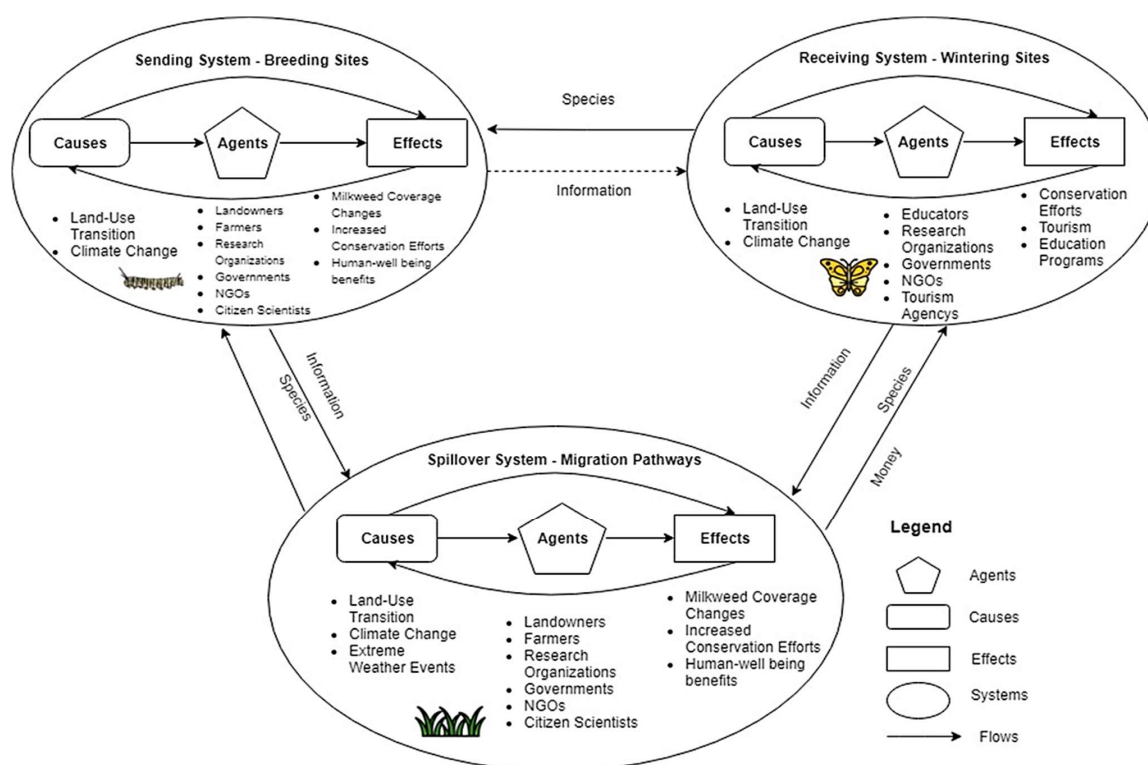 Sending System - Breeding Sites
Causes
Agents
Effects
Land-Use
Transition
Climate Change
Landowners
Farmers
Research
Organizations
Governments
NGOs
Citizen Scientists
Milkweed Coverage
Changes
Increased
Conservation Efforts
Human-well being
benefits
Species
Information
Receiving System - Wintering Sites
Causes
Agents
Effects
Land-Use
Transition
Climate Change
Educators
Research
Organizations
Governments
NGOs
Tourism
Agencys
Conservation
Efforts
Tourism
Education
Programs
Information
Species
Information
Species
Money
Spillover System - Migration Pathways
Causes
Agents
Effects
Land-Use
Transition
Climate Change
Extreme
Weather Events
Landowners
Farmers
Research
Organizations
Governments
NGOs
Citizen Scientists
Milkweed Coverage
Changes
Increased
Conservation Efforts
Human-well being
benefits
Legend
Agents
Causes
Effects
Systems
Flows